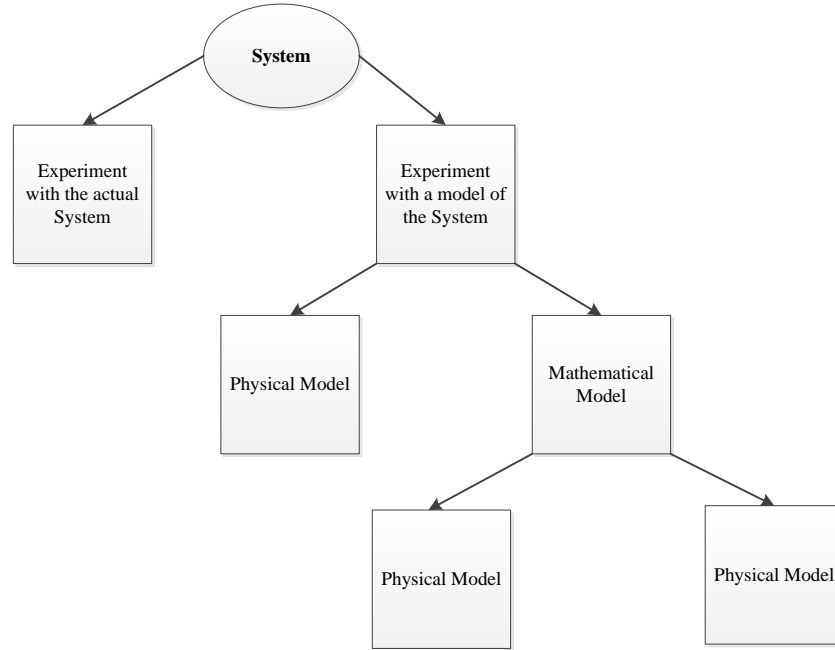 System
Experiment
with the actual
System
Experiment
with a model of
the System
Physical Model
Mathematical
Model
Physical Model
Physical Model